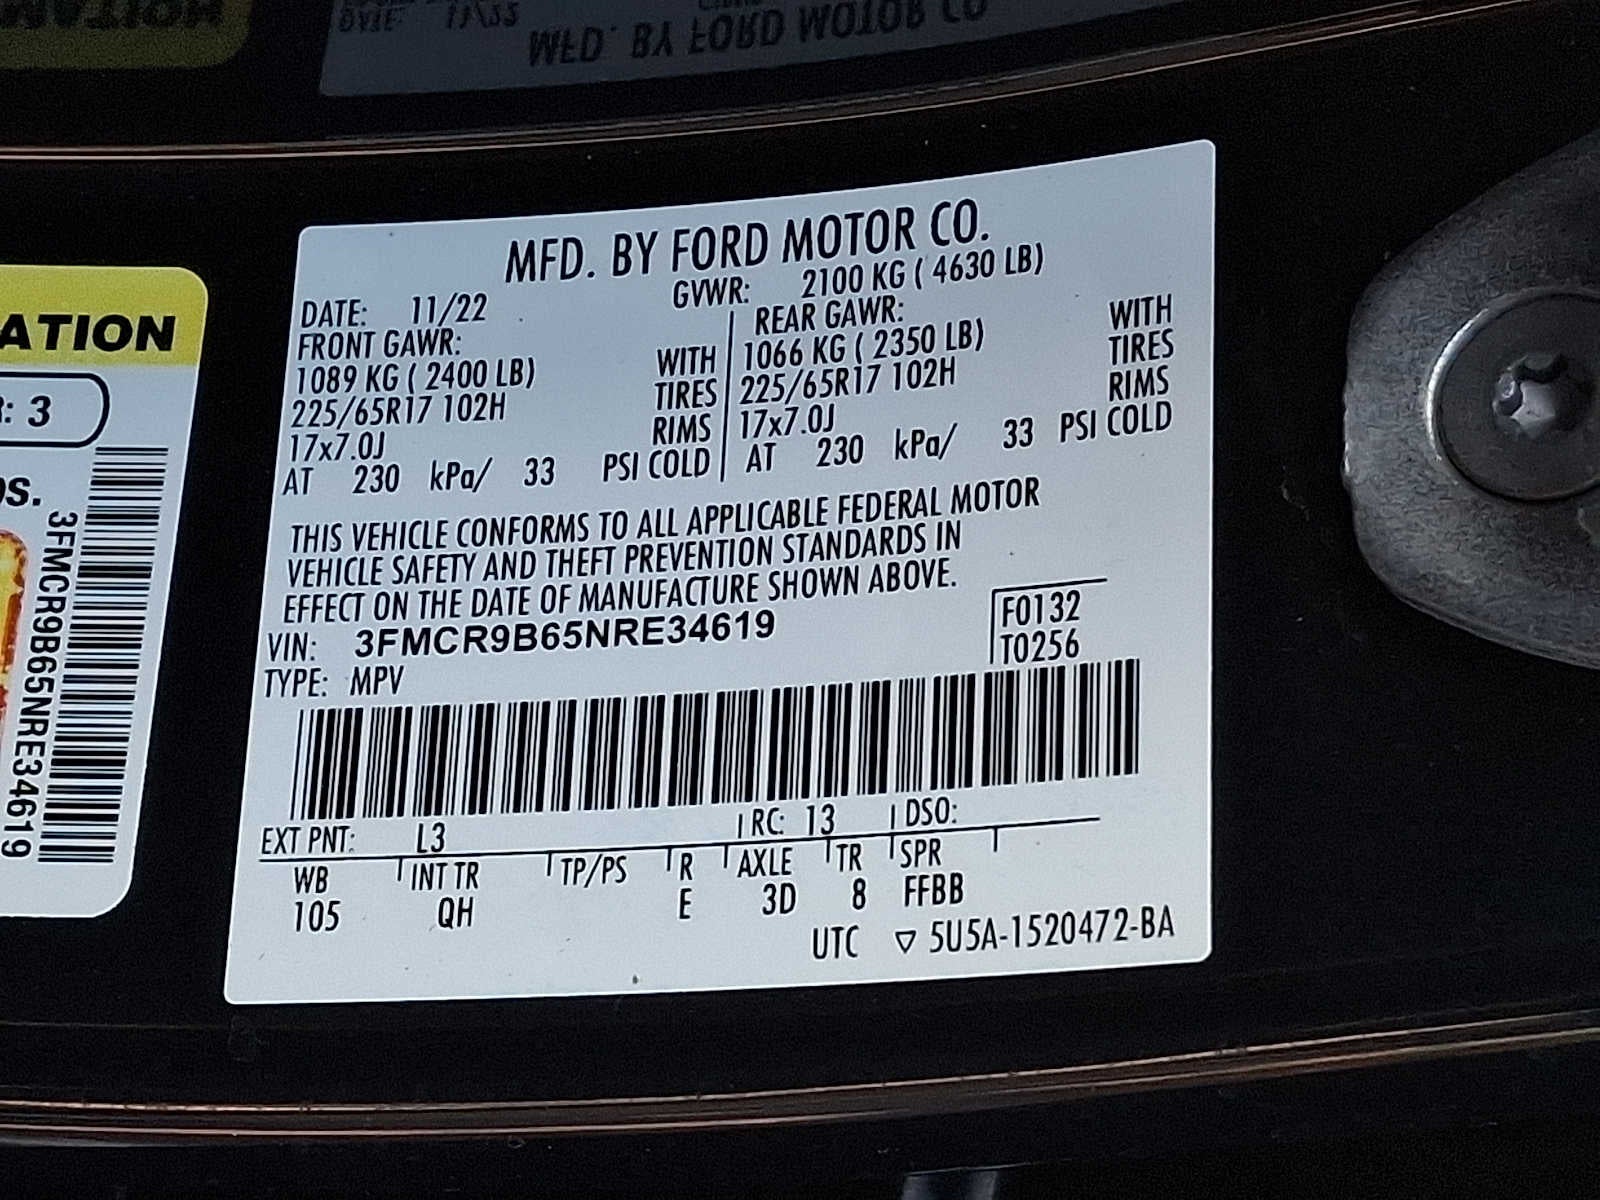 MFD. BY FORD MOTOR CO.
DATE: 11/22 GVWR: 2100 KG ( 4630 LB)
FRONT GAWR: REAR GAWR:
1089 KG ( 2400 LB) WITH 1066 KG ( 2350 LB) WITH
225/65R17 102H TIRES 225/65R17 102H TIRES
17x7.0J RIMS 17x7.0J RIMS
AT 230 kPa/ 33 PSI COLD AT 230 kPa/ 33 PSI COLD
THIS VEHICLE CONFORMS TO ALL APPLICABLE FEDERAL MOTOR
VEHICLE SAFETY AND THEFT PREVENTION STANDARDS IN
EFFECT ON THE DATE OF MANUFACTURE SHOWN ABOVE.
VIN: 3FMCR9B65NRE34619 F0132
TYPE: MPV T0256
EXT PNT: L3 RC: 13 DSO:
WB INT TR TP/PS R AXLE TR SPR
105 QH E 3D 8 FFBB
UTC ▽ 5U5A-1520472-BA
ATION
: 3
s.
3FMCR9B65NRE34619
MFD. BY FORD MOTOR CO
DATE: 11/22